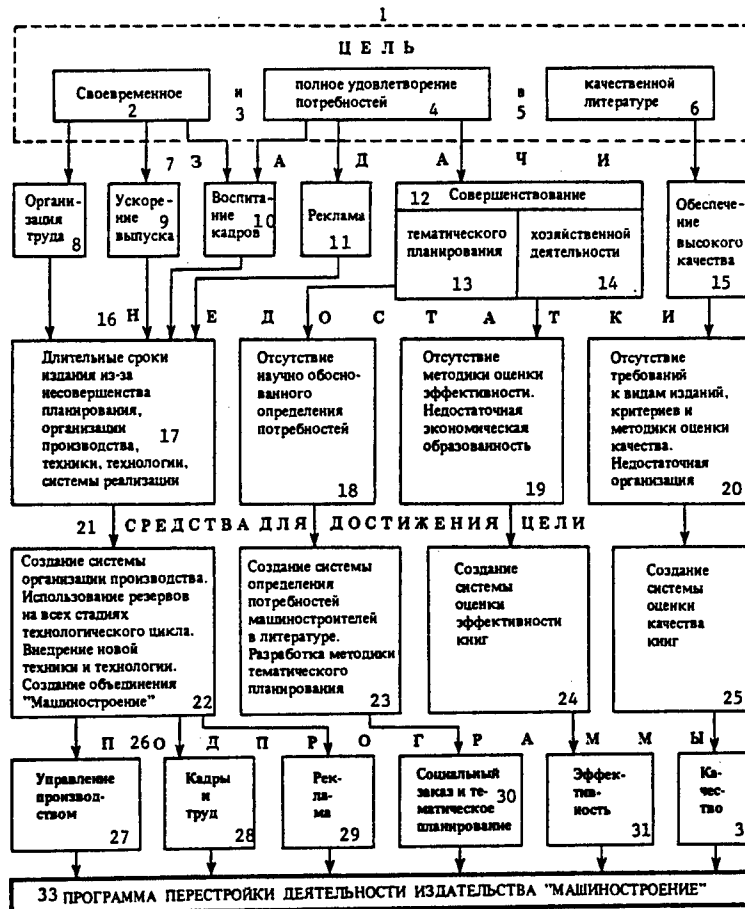 1
ЦЕЛЬ
Своевременное
2
и
3
полное удовлетворение
потребностей
4
в
5
качественной
литературе
6
7 ЗАДАЧИ
Органи-
зация
труда 8
Ускоре-
ние 9
выпуска
Воспита-
ние 10
кадров
Реклама
11
12 Совершенствование
тематического
планирования
13
хозяйственной
деятельности
14
Обеспече-
ние
высокого
качества
15
16 НЕДОСТАТКИ
Длительные сроки
издания из-за
несовершенства
планирования,
организации 17
производства,
техники, технологии,
системы реализации
Отсутствие
научно обосно-
ванного
определения
потребностей
18
Отсутствие
методики оценки
эффективности.
Недостаточная
экономическая
образованность
19
Отсутствие
требований
к видам изданий,
критериев и
методики оценки
качества.
Недостаточная
организация 20
21 СРЕДСТВА ДЛЯ ДОСТИЖЕНИЯ ЦЕЛИ
Создание системы
организации производства.
Использование резервов
на всех стадиях
технологического цикла.
Внедрение новой
техники и технологии.
Создание объединения
"Машиностроение" 22
Создание системы
определения
потребностей
машиностроителей
в литературе.
Разработка методики
тематического
планирования 23
Создание
системы
оценки
эффективности
книг
24
Создание
системы
оценки
качества
книг
25
26 ПОДПРОГРАММЫ
Управление
производ-
ством
27
Кадры
и
труд
28
Рек-
ла-
ма
29
Социальный
заказ и те- 30
матическое
планирование
Эффек-
тив-
ность
31
Ка-
чес-
тво
3
33 ПРОГРАММА ПЕРЕСТРОЙКИ ДЕЯТЕЛЬНОСТИ ИЗДАТЕЛЬСТВА "МАШИНОСТРОЕНИЕ"